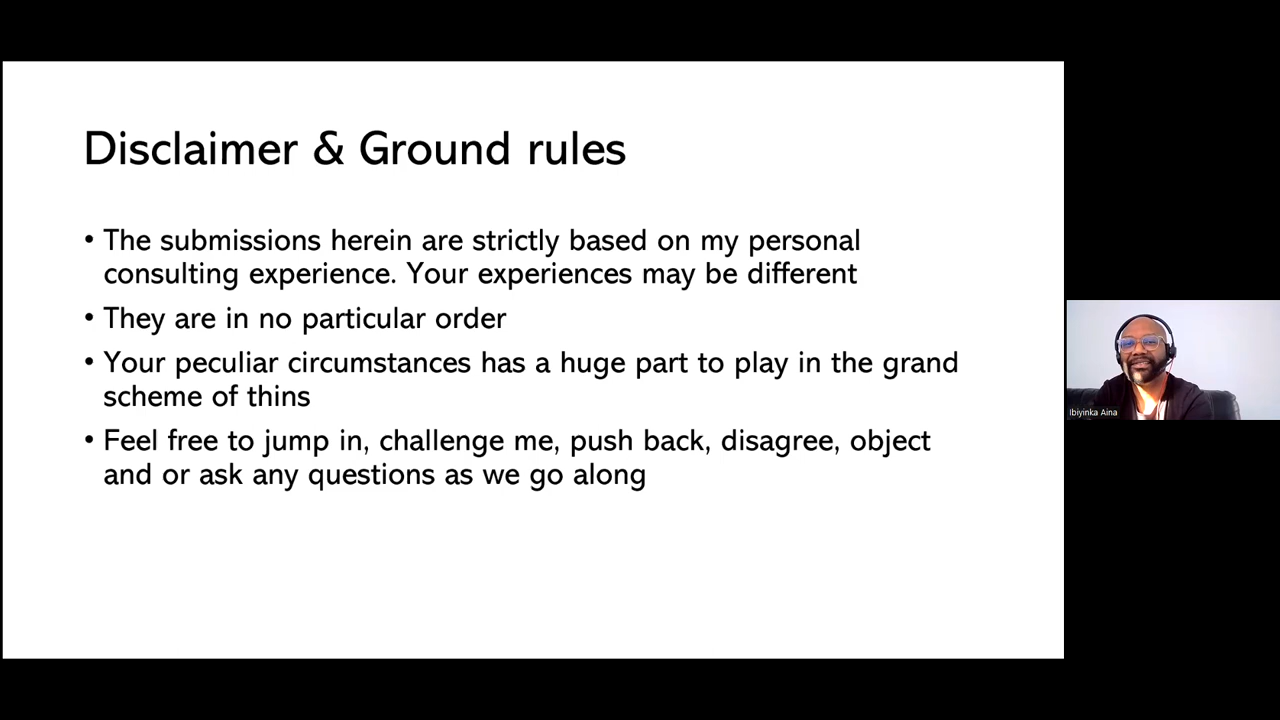 Disclaimer & Ground rules
• The submissions herein are strictly based on my personal
consulting experience. Your experiences may be different
• They are in no particular order
• Your peculiar circumstances has a huge part to play in the grand
scheme of thins
• Feel free to jump in, challenge me, push back, disagree, object
and or ask any questions as we go along
Ibiyinka Aina